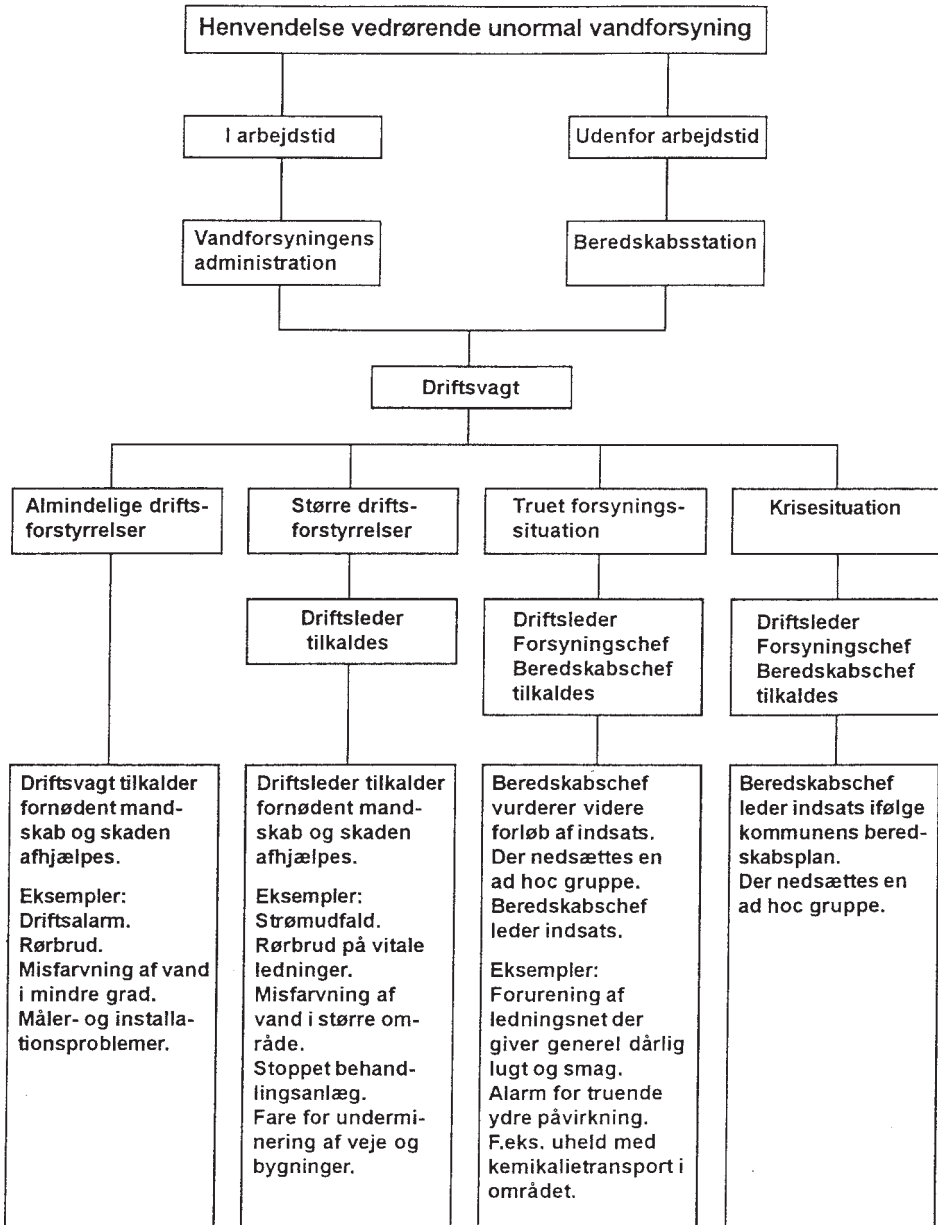 Henvendelse vedrørende unormal vandforsyning
I arbejdstid
Udenfor arbejdstid
Vandforsyningens
administration
Beredskabsstation
Driftsvagt
Almindelige drifts-
forstyrrelser
Større drifts-
forstyrrelser
Truet forsynings-
situation
Krisesituation
Driftsleder
tilkaldes
Driftsleder
Forsyningschef
Beredskabschef
tilkaldes
Driftsleder
Forsyningschef
Beredskabschef
tilkaldes
Driftsvagt tilkalder
fornødent mand-
skab og skaden
afhjælpes.
Eksempler:
Driftsalarm.
Rørbrud.
Misfarvning af vand
i mindre grad.
Måler- og installa-
tionsproblemer.
Driftsleder tilkalder
fornødent mand-
skab og skaden
afhjælpes.
Eksempler:
Strømudfald.
Rørbrud på vitale
ledninger.
Misfarvning af
vand i større om-
råde.
Stoppet behand-
lingsanlæg.
Fare for undermi-
nering af veje og
bygninger.
Beredskabschef
vurderer videre
forløb af indsats.
Der nedsættes en
ad hoc gruppe.
Beredskabschef
leder indsats.
Eksempler:
Forurening af
ledningsnet der
giver generel dårlig
lugt og smag.
Alarm for truende
ydre påvirkning.
F.eks. uheld med
kemikalietransport i
området.
Beredskabschef
leder indsats ifølge
kommunens bered-
skabsplan.
Der nedsættes en
ad hoc gruppe.